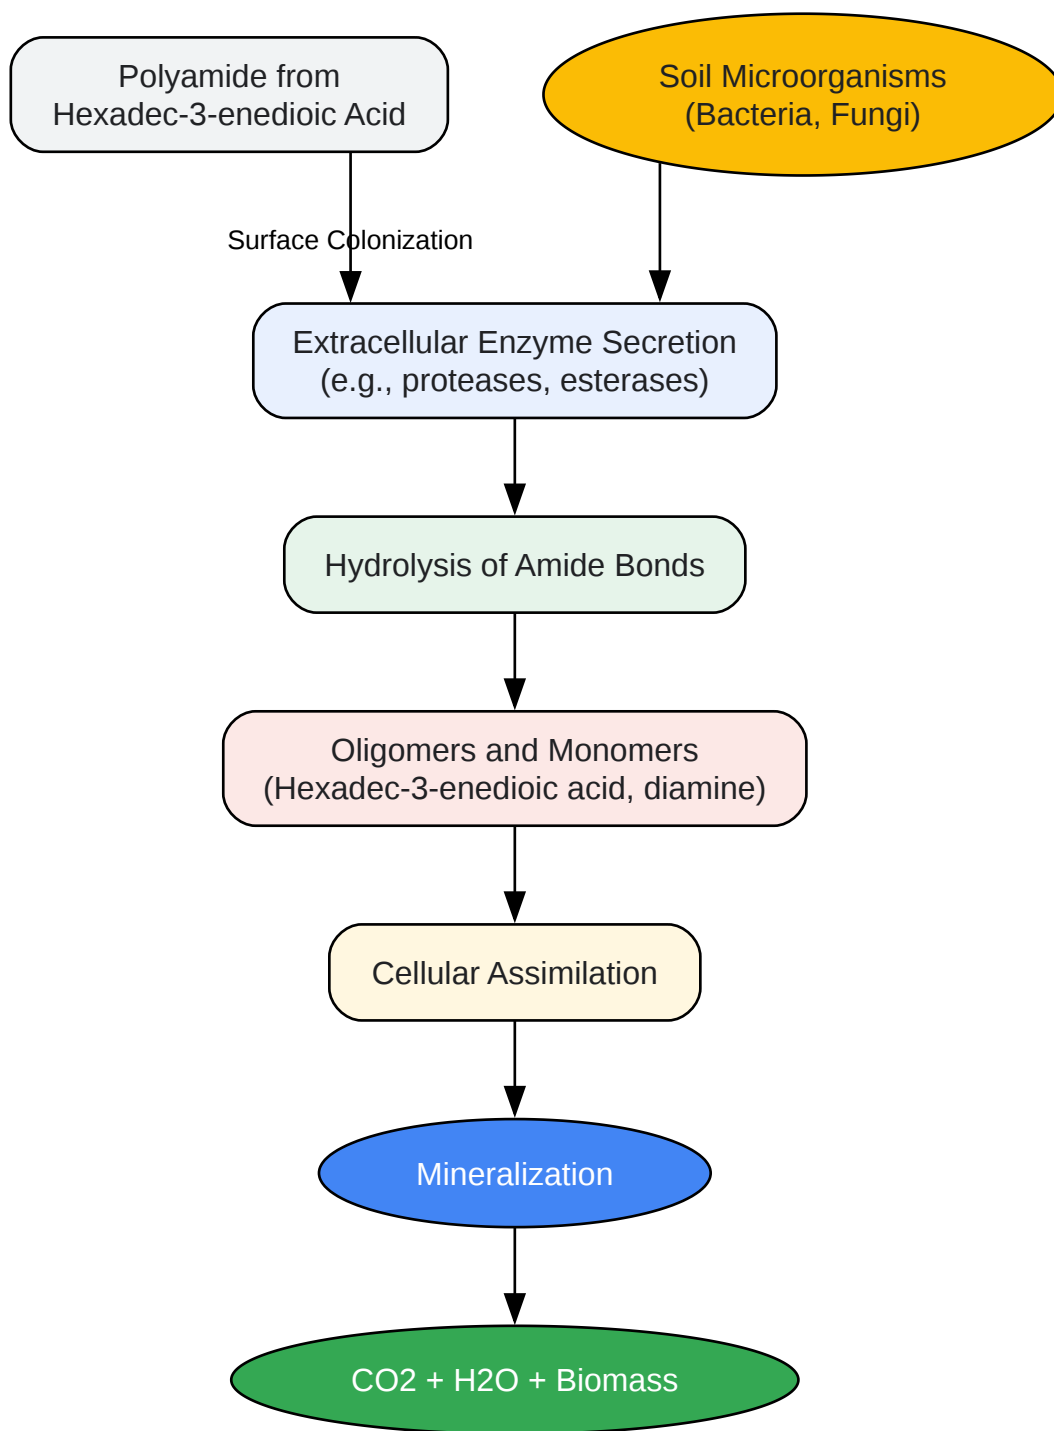 Polyamide from
Hexadec-3-enedioic Acid
Soil Microorganisms
(Bacteria, Fungi)
Surface Colonization
Extracellular Enzyme Secretion
(e.g., proteases, esterases)
Hydrolysis of Amide Bonds
Oligomers and Monomers
(Hexadec-3-enedioic acid, diamine)
Cellular Assimilation
Mineralization
CO2 + H2O + Biomass